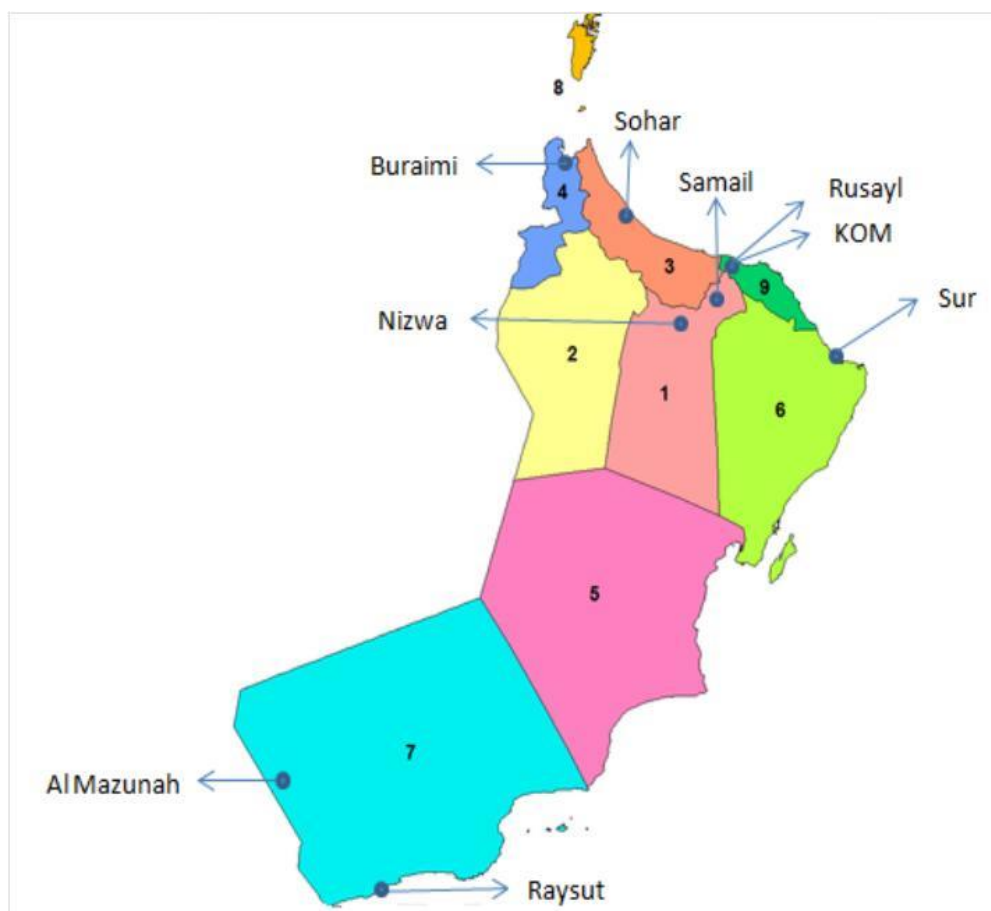 8
Sohar
Buraimi
Samail
Rusayl
4
KOM
3
9
Sur
Nizwa
2
1
6
5
7
Al Mazunah
Raysut